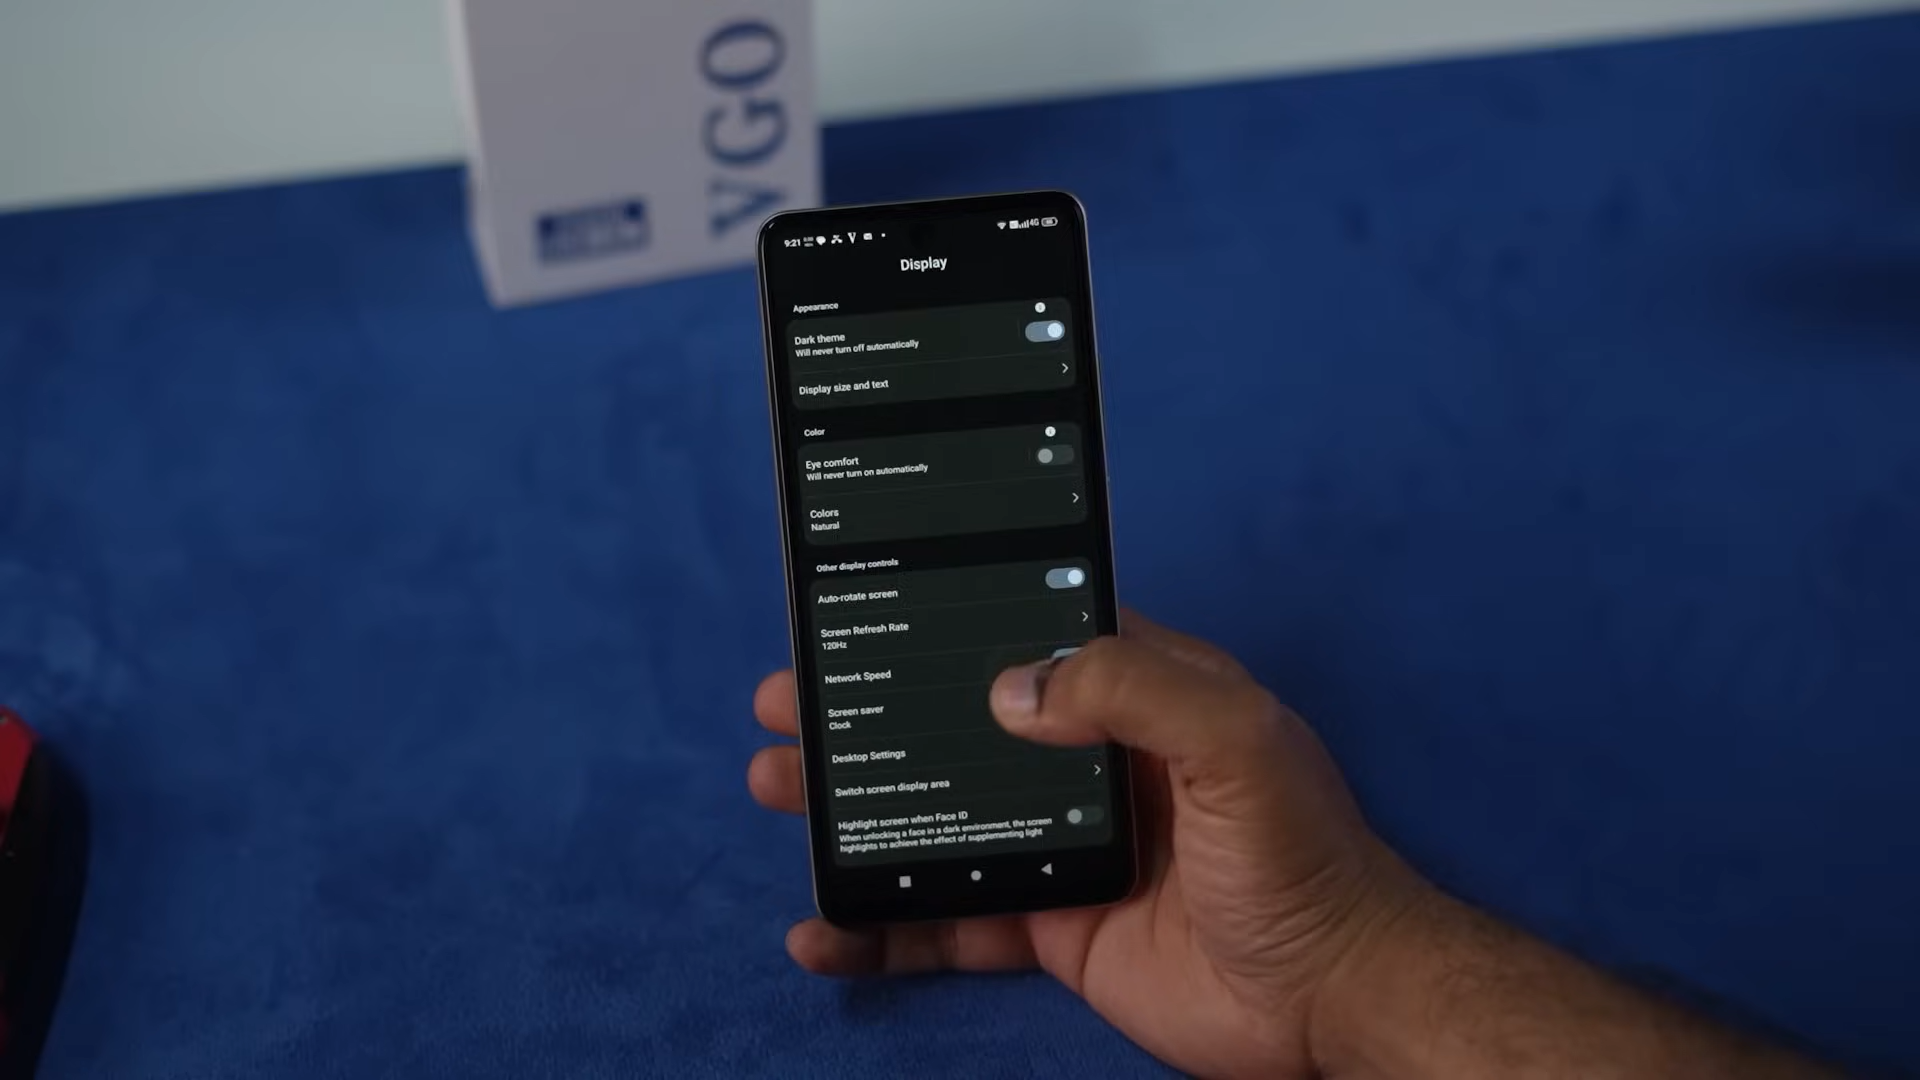 VGO
9:21
4G
Display
Appearance
Dark theme
Will never turn off automatically
Display size and text
Color
Eye comfort
Will never turn on automatically
Colors
Natural
Other display controls
Auto-rotate screen
Screen Refresh Rate
120Hz
Network Speed
Screen saver
Clock
Desktop Settings
Switch screen display area
Highlight screen when Face ID
When unlocking a face in a dark environment, the screen
highlights to achieve the effect of supplementing light